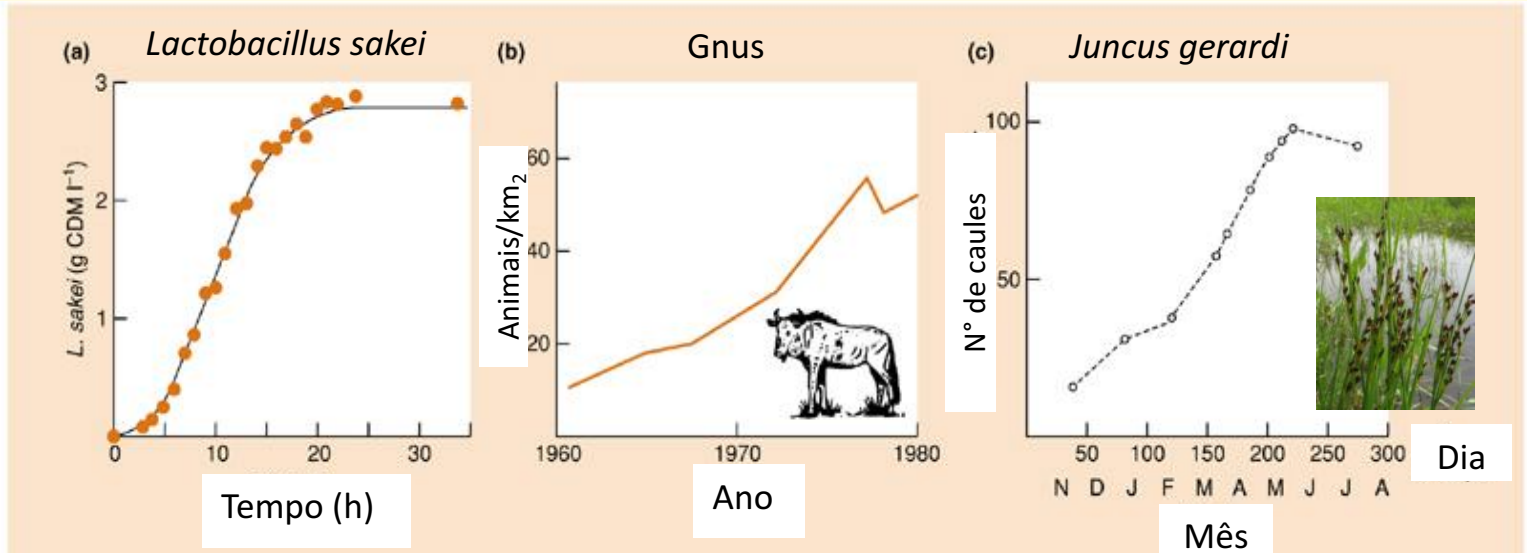 (a) Lactobacillus sakei
3
2
1
L. sakei (g CDM l⁻¹)
0 10 20 30
Tempo (h)
(b) Gnus
60
40
20
Animais/km₂
1960 1970 1980
Ano
(c) Juncus gerardi
100
50
N° de caules
50 100 150 200 250 300
Dia
N D J F M A M J J A
Mês